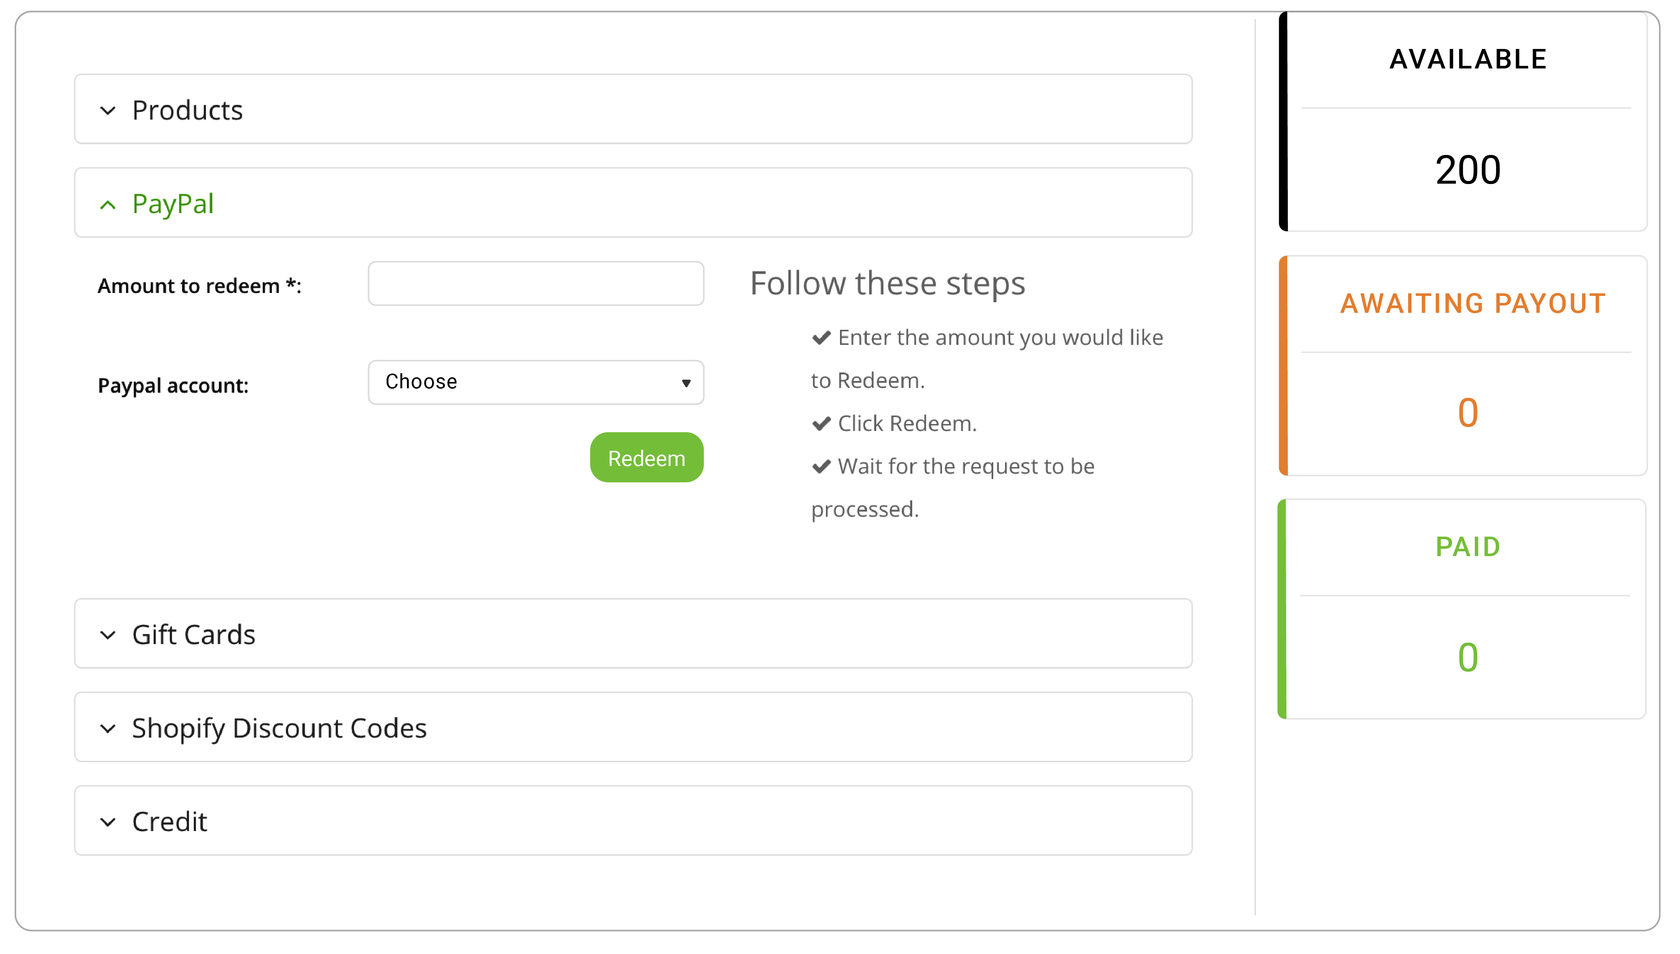 Products
PayPal
Amount to redeem *:
Paypal account:
Choose
Redeem
Follow these steps
Enter the amount you would like
to Redeem.
Click Redeem.
Wait for the request to be
processed.
Gift Cards
Shopify Discount Codes
Credit
AVAILABLE
200
AWAITING PAYOUT
0
PAID
0